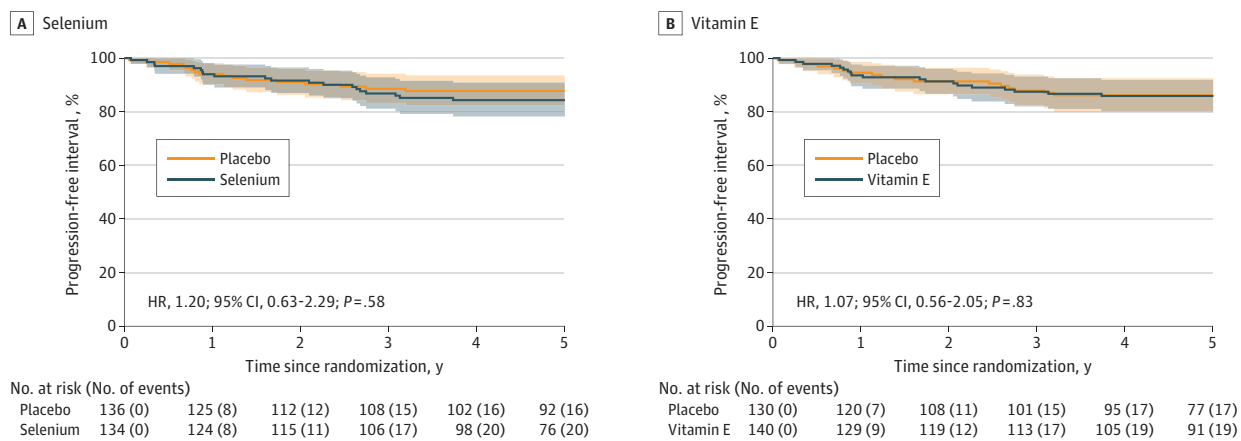 A Selenium
100
80
60
40
20
0
Progression-free interval, %
Placebo
Selenium
HR, 1.20; 95% CI, 0.63-2.29; P=.58
0 1 2 3 4 5
Time since randomization, y
No. at risk (No. of events)
Placebo 136 (0) 125 (8) 112 (12) 108 (15) 102 (16) 92 (16)
Selenium 134 (0) 124 (8) 115 (11) 106 (17) 98 (20) 76 (20)
B Vitamin E
100
80
60
40
20
0
Progression-free interval, %
Placebo
Vitamin E
HR, 1.07; 95% CI, 0.56-2.05; P=.83
0 1 2 3 4 5
Time since randomization, y
No. at risk (No. of events)
Placebo 130 (0) 120 (7) 108 (11) 101 (15) 95 (17) 77 (17)
Vitamin E 140 (0) 129 (9) 119 (12) 113 (17) 105 (19) 91 (19)